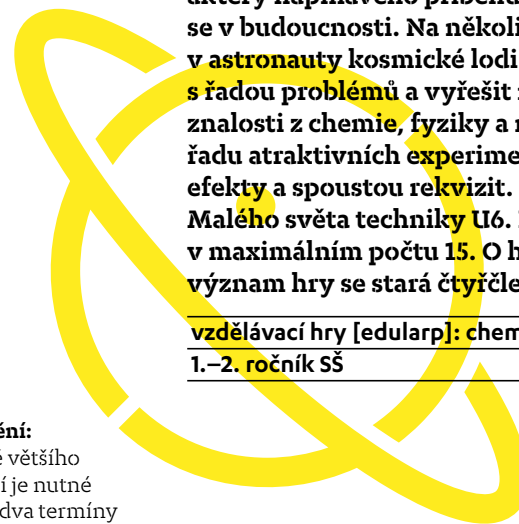 se v budoucnosti. Na několi
v astronauty kosmické lodi
s řadou problémů a vyřešit
znalosti z chemie, fyziky a
řadu atraktivních experime
efekty a spoustou rekvizit.
Malého světa techniky U6.
v maximálním počtu 15. O h
význam hry se stará čtyřčle
vzdělávací hry [edularp]: chem
1.–2. ročník SŠ
ění:
ě většího
í je nutné
dva termíny